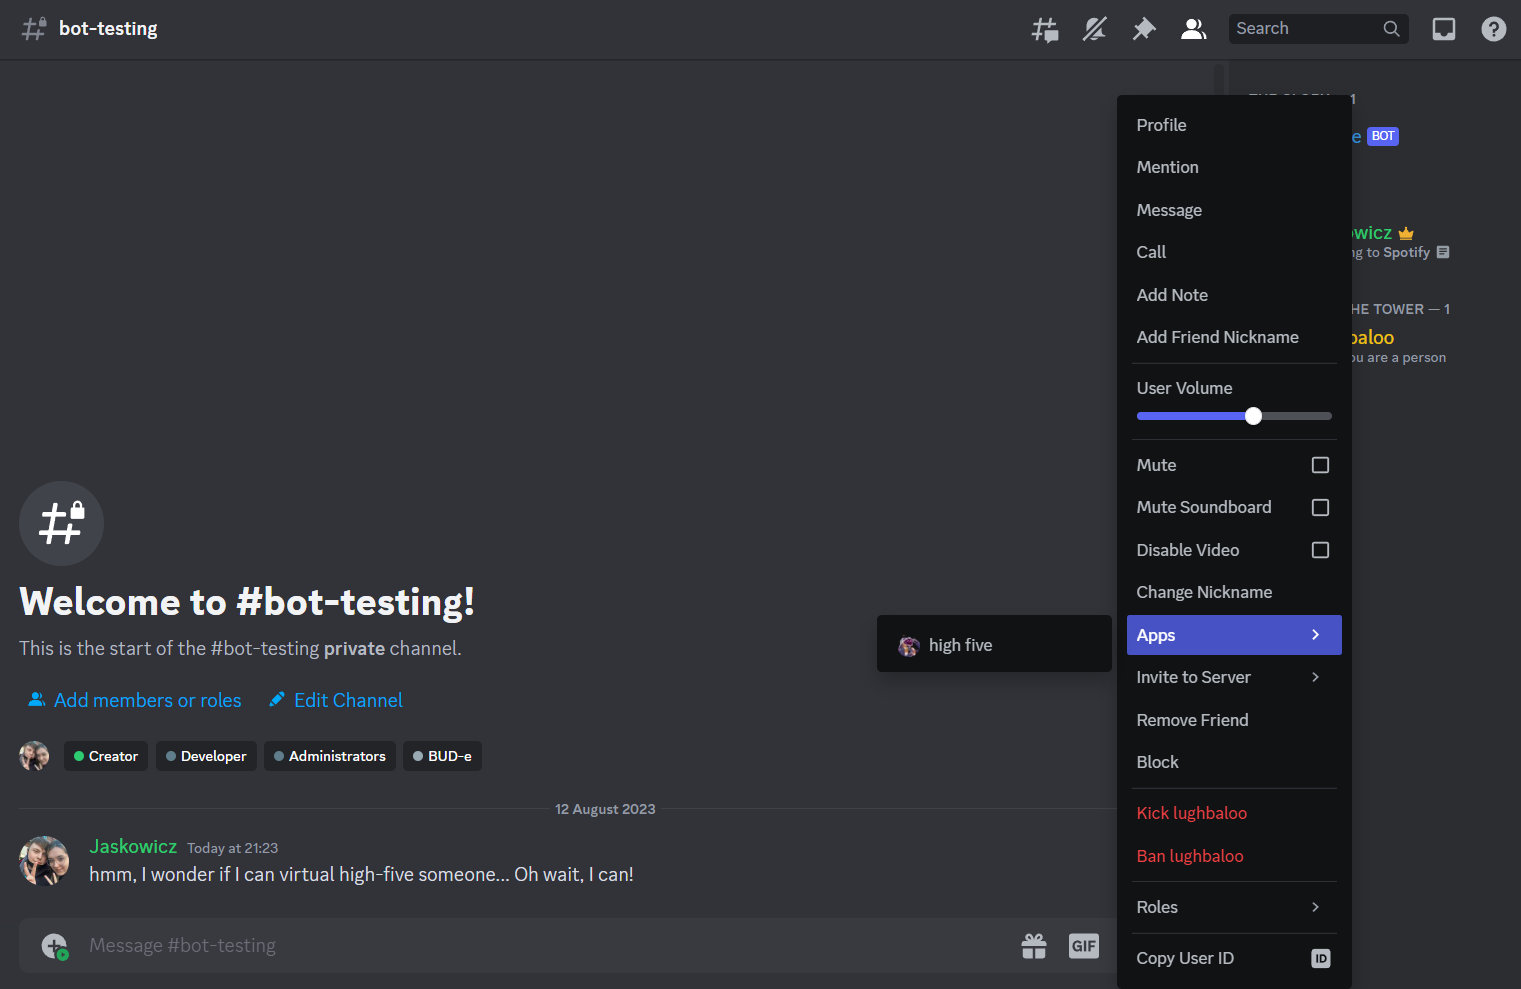 bot-testing
Search
Welcome to #bot-testing!
This is the start of the #bot-testing private channel.
Add members or roles
Edit Channel
Creator
Developer
Administrators
BUD-e
12 August 2023
Jaskowicz Today at 21:23
hmm, I wonder if I can virtual high-five someone... Oh wait, I can!
Message #bot-testing
GIF
high five
Profile
Mention
Message
Call
Add Note
Add Friend Nickname
User Volume
Mute
Mute Soundboard
Disable Video
Change Nickname
Apps
Invite to Server
Remove Friend
Block
Kick lughbaloo
Ban lughbaloo
Roles
Copy User ID
ID
1
e BOT
owicz
ng to Spotify
HE TOWER — 1
baloo
ou are a person